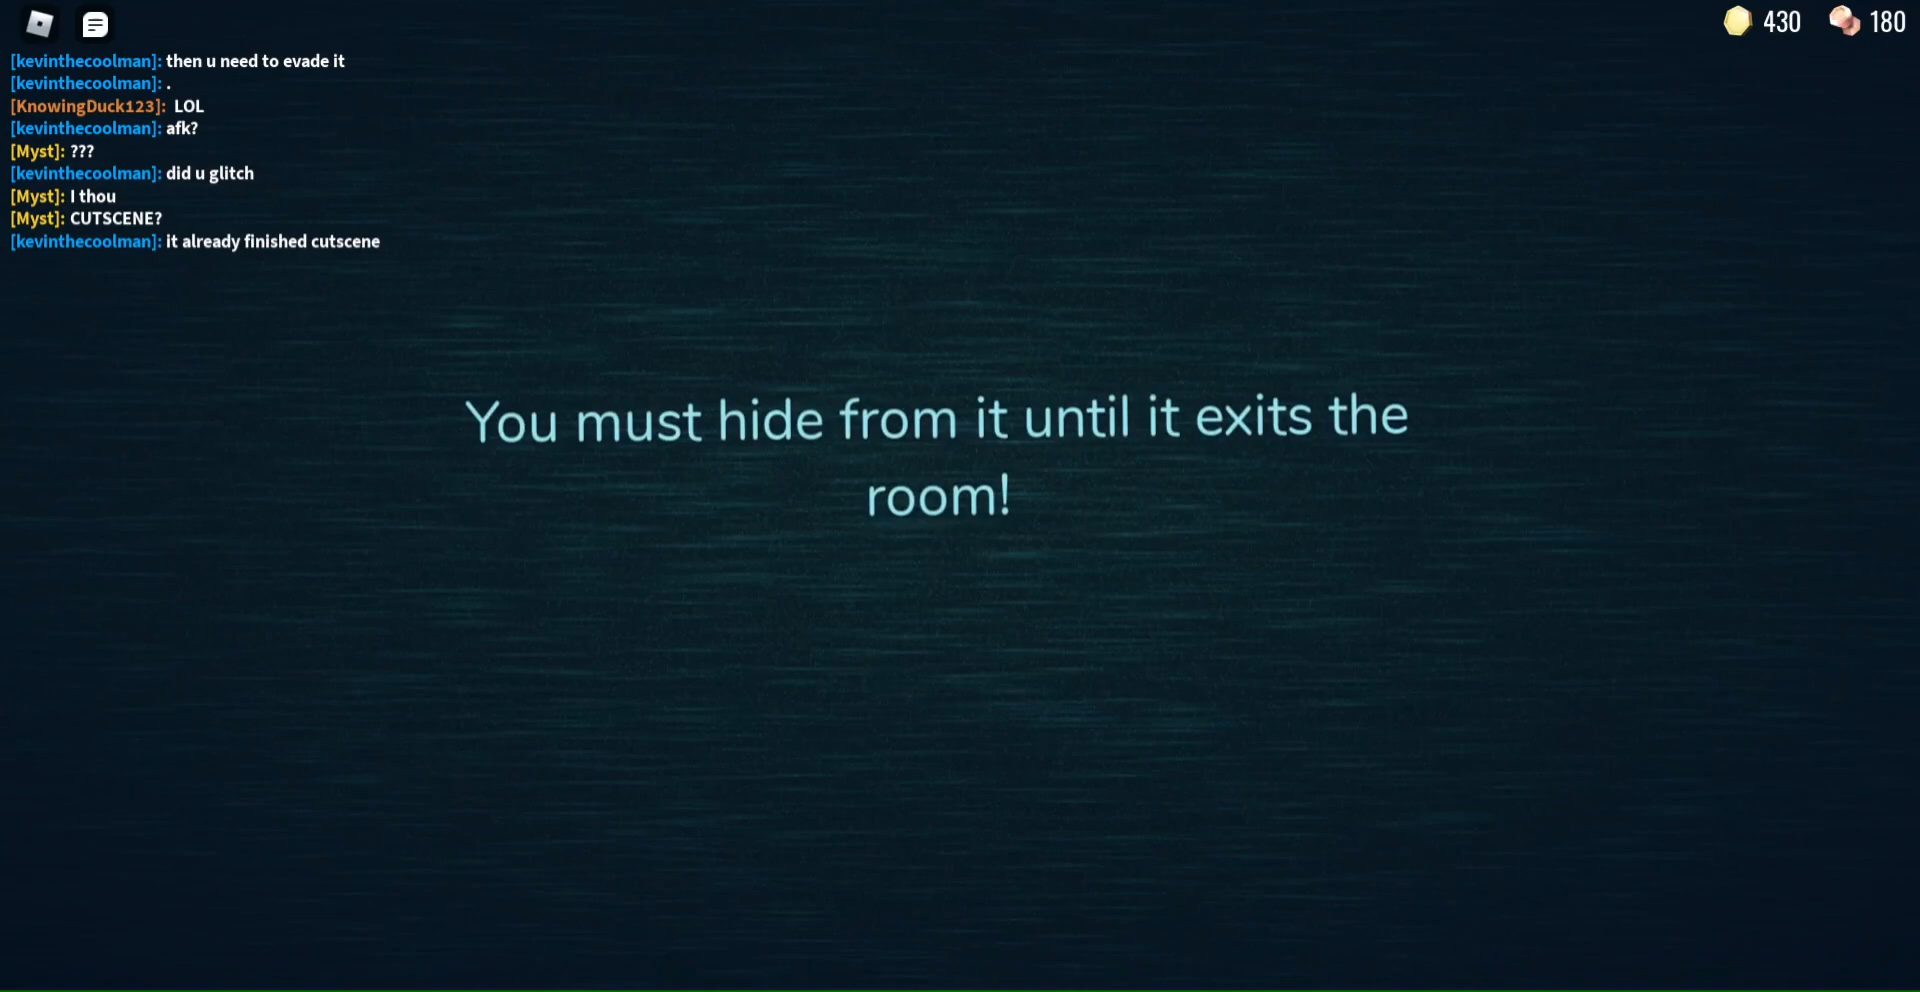 430 180
[kevinthecoolman]: then u need to evade it
[kevinthecoolman]: .
[KnowingDuck123]: LOL
[kevinthecoolman]: afk?
[Myst]: ???
[kevinthecoolman]: did u glitch
[Myst]: I thou
[Myst]: CUTSCENE?
[kevinthecoolman]: it already finished cutscene
You must hide from it until it exits the
room!